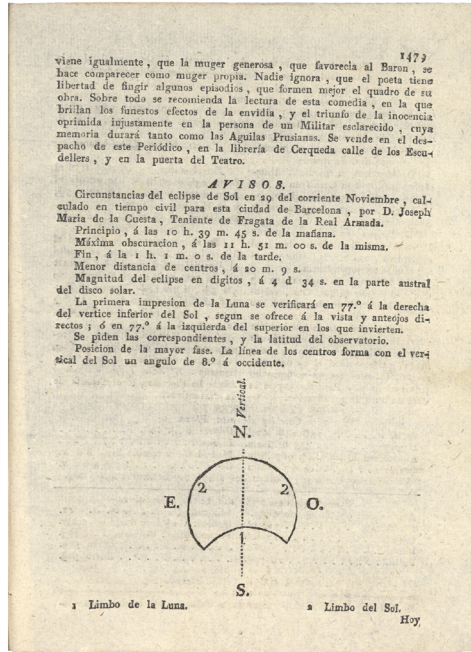 1479
viene igualmente , que la muger generosa , que favorecia al Baron , se
hace comparecer como muger propia. Nadie ignora , que el poeta tiene
libertad de fingir algunos episodios , que formen mejor el quadro de su
obra. Sobre todo se recomienda la lectura de esta comedia , en la que
brillan los funestos efectos de la envidia , y el triunfo de la inocencia
oprimida injustamente en la persona de un Militar esclarecido , cuya
memoria durará tanto como las Aguilas Prusianas. Se vende en el des-
pacho de este Periódico , en la librería de Cerqueda calle de los Escu-
dellers , y en la puerta del Teatro.
AVISOS.
Circunstancias del eclipse de Sol en 29 del corriente Noviembre , cal-
culado en tiempo civil para esta ciudad de Barcelona , por D. Joseph
Maria de la Cuesta , Teniente de Fragata de la Real Armada.
Principio , á las 10 h. 39 m. 45 s. de la mañana.
Máxima obscuracion , á las 11 h. 51 m. 00 s. de la misma.
Fin , á la 1 h. 1 m. 0 s. de la tarde.
Menor distancia de centros , á 20 m. 9 s.
Magnitud del eclipse en digitos , á 4 d 34 s. en la parte austral
del disco solar.
La primera impresion de la Luna se verificará en 77.º á la derecha
del vertice inferior del Sol , segun se ofrece á la vista y anteojos di-
rectos ; ó en 77.º á la izquierda del superior en los que invierten.
Se piden las correspondientes , y la latitud del observatorio.
Posicion de la mayor fase. La línea de los centros forma con el ver-
tical del Sol un angulo de 8.º á occidente.
Vertical.
N.
2 2
E. O.
1
S.
1 Limbo de la Luna. 2 Limbo del Sol.
Hoy